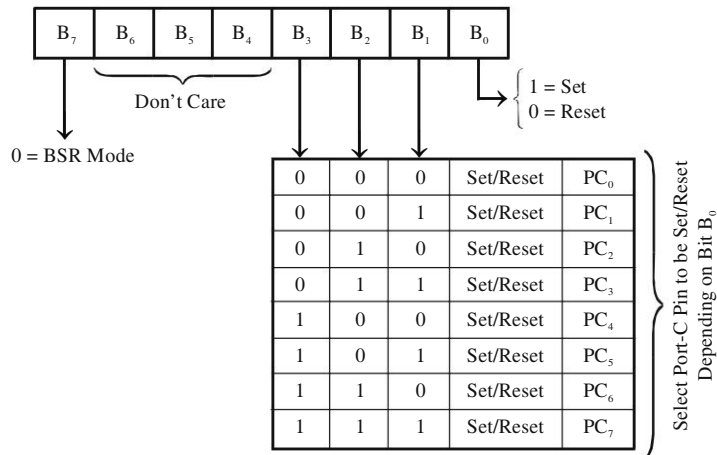 B₇ B₆ B₅ B₄ B₃ B₂ B₁ B₀
Don't Care
1 = Set
0 = Reset
0 = BSR Mode
0 0 0 Set/Reset PC₀
0 0 1 Set/Reset PC₁
0 1 0 Set/Reset PC₂
0 1 1 Set/Reset PC₃
1 0 0 Set/Reset PC₄
1 0 1 Set/Reset PC₅
1 1 0 Set/Reset PC₆
1 1 1 Set/Reset PC₇
Select Port-C Pin to be Set/Reset
Depending on Bit B₀